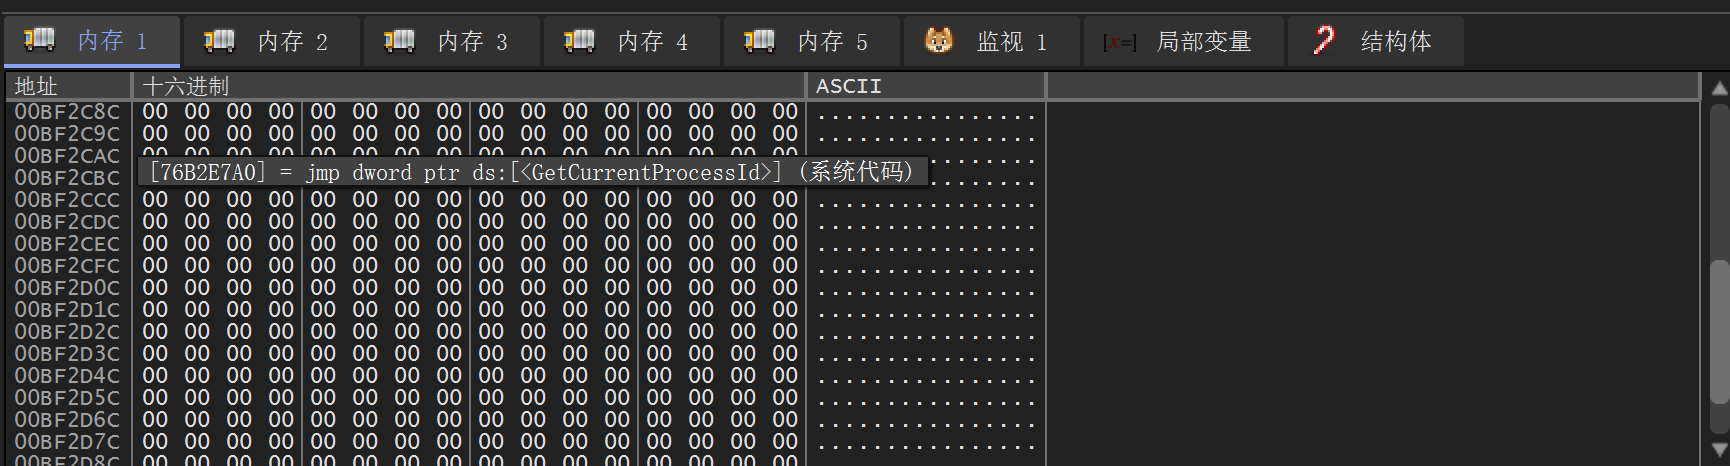 内存 1 内存 2 内存 3 内存 4 内存 5 监视 1 [x=] 局部变量 结构体
地址 十六进制 ASCII
00BF2C8C 00 00 00 00 00 00 00 00 00 00 00 00 00 00 00 00 ................
00BF2C9C 00 00 00 00 00 00 00 00 00 00 00 00 00 00 00 00 ................
00BF2CAC
[76B2E7A0] = jmp dword ptr ds:[<GetCurrentProcessId>] (系统代码)
00BF2CBC
00BF2CCC 00 00 00 00 00 00 00 00 00 00 00 00 00 00 00 00 ................
00BF2CDC 00 00 00 00 00 00 00 00 00 00 00 00 00 00 00 00 ................
00BF2CEC 00 00 00 00 00 00 00 00 00 00 00 00 00 00 00 00 ................
00BF2CFC 00 00 00 00 00 00 00 00 00 00 00 00 00 00 00 00 ................
00BF2D0C 00 00 00 00 00 00 00 00 00 00 00 00 00 00 00 00 ................
00BF2D1C 00 00 00 00 00 00 00 00 00 00 00 00 00 00 00 00 ................
00BF2D2C 00 00 00 00 00 00 00 00 00 00 00 00 00 00 00 00 ................
00BF2D3C 00 00 00 00 00 00 00 00 00 00 00 00 00 00 00 00 ................
00BF2D4C 00 00 00 00 00 00 00 00 00 00 00 00 00 00 00 00 ................
00BF2D5C 00 00 00 00 00 00 00 00 00 00 00 00 00 00 00 00 ................
00BF2D6C 00 00 00 00 00 00 00 00 00 00 00 00 00 00 00 00 ................
00BF2D7C 00 00 00 00 00 00 00 00 00 00 00 00 00 00 00 00 ................
00BF2D8C 00 00 00 00 00 00 00 00 00 00 00 00 00 00 00 00